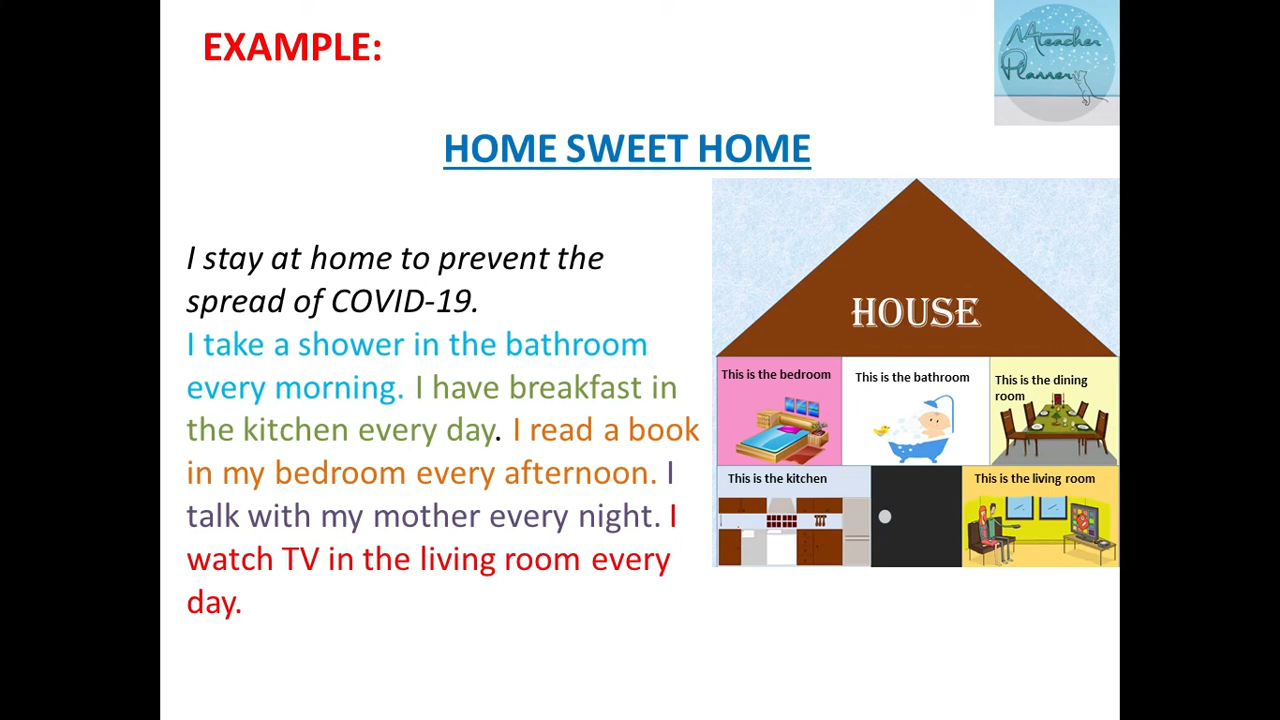 EXAMPLE:
M4teacher
Planner
HOME SWEET HOME
I stay at home to prevent the
spread of COVID-19.
I take a shower in the bathroom
every morning. I have breakfast in
the kitchen every day. I read a book
in my bedroom every afternoon. I
talk with my mother every night. I
watch TV in the living room every
day.
HOUSE
This is the bedroom
This is the bathroom
This is the dining
room
This is the kitchen
This is the living room